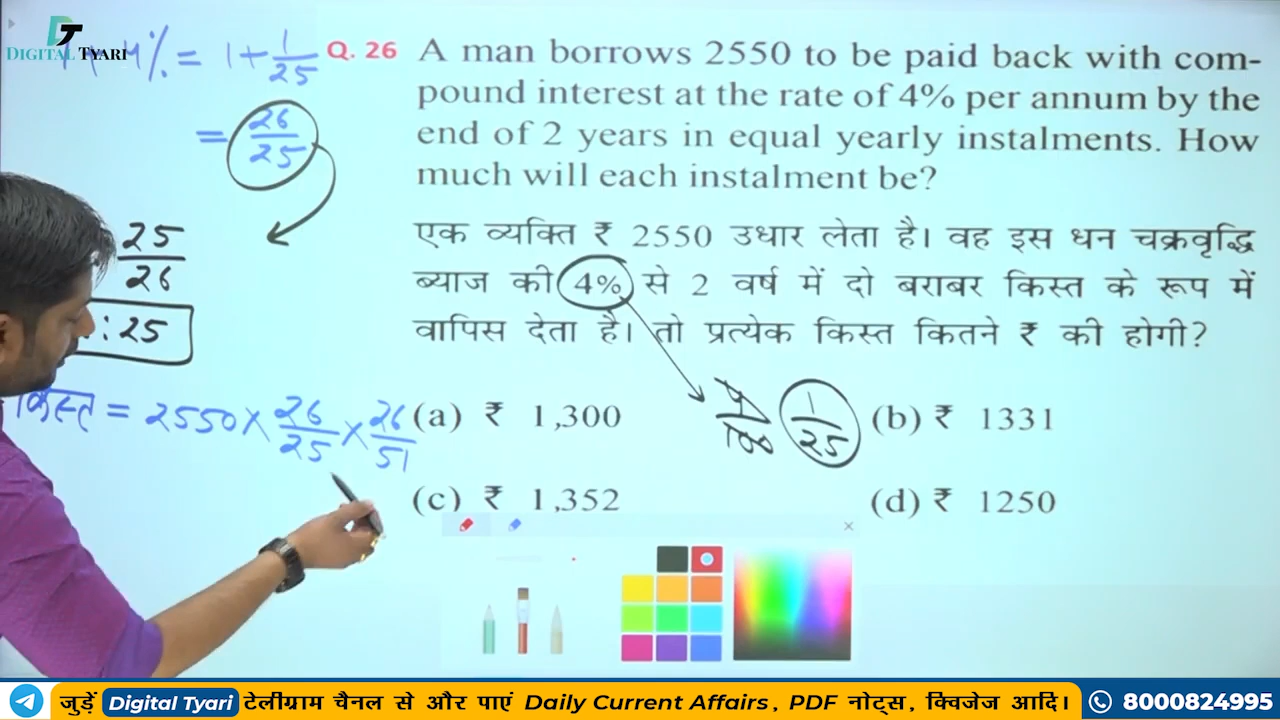 DIGITAL TYARI
4% = 1 + 1/25
= 26/25
25/26
: 25
किस्त = 2550 × 26/25 × 26/51
Q. 26 A man borrows 2550 to be paid back with com-
pound interest at the rate of 4% per annum by the
end of 2 years in equal yearly instalments. How
much will each instalment be?
एक व्यक्ति ₹ 2550 उधार लेता है। वह इस धन चक्रवृद्धि
ब्याज की 4% से 2 वर्ष में दो बराबर किस्त के रूप में
वापिस देता है। तो प्रत्येक किस्त कितने ₹ की होगी?
4/100 1/25
(a) ₹ 1,300 (b) ₹ 1331
(c) ₹ 1,352 (d) ₹ 1250
जुड़ें Digital Tyari टेलीग्राम चैनल से और पाएं Daily Current Affairs, PDF नोट्स, क्विजेज आदि। 8000824995